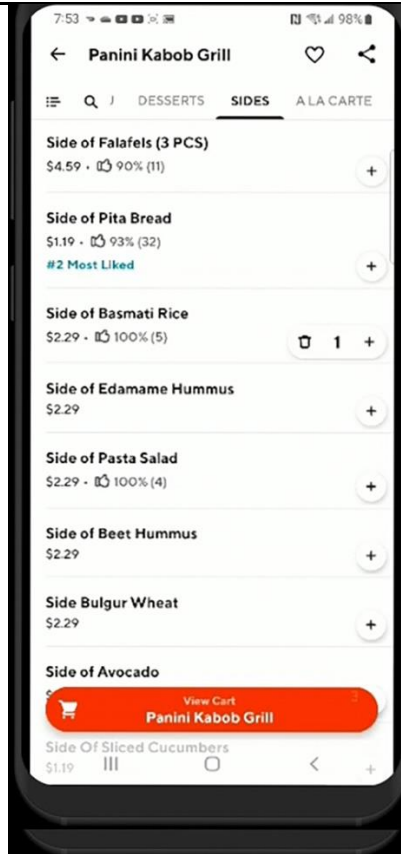 7:53
98%
Panini Kabob Grill
DESSERTS SIDES A LA CARTE
Side of Falafels (3 PCS)
$4.59 • 90% (11)
+
Side of Pita Bread
$1.19 • 93% (32)
#2 Most Liked
+
Side of Basmati Rice
$2.29 • 100% (5)
1 +
Side of Edamame Hummus
$2.29
+
Side of Pasta Salad
$2.29 • 100% (4)
+
Side of Beet Hummus
$2.29
+
Side Bulgur Wheat
$2.29
+
Side of Avocado
View Cart
3
Panini Kabob Grill
Side Of Sliced Cucumbers
$1.19
+